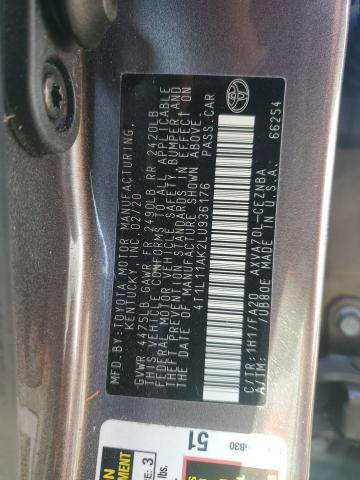 MFD. BY: TOYOTA MOTOR MANUFACTURING,
KENTUCKY, INC. 02/20
GVWR 4475LB GAWR FR 2490LB RR 2420LB
THIS VEHICLE CONFORMS TO ALL APPLICABLE
FEDERAL MOTOR VEHICLE SAFETY, BUMPER, AND
THEFT PREVENTION STANDARDS IN EFFECT ON
THE DATE OF MANUFACTURE SHOWN ABOVE.
4T1L11AK2LU936176 PASS.CAR
C/TR:1H1/FA20 AXVA70L-CEZNBA
A/TM: /U880E MADE IN U.S.A. 66254
51
3
lbs.